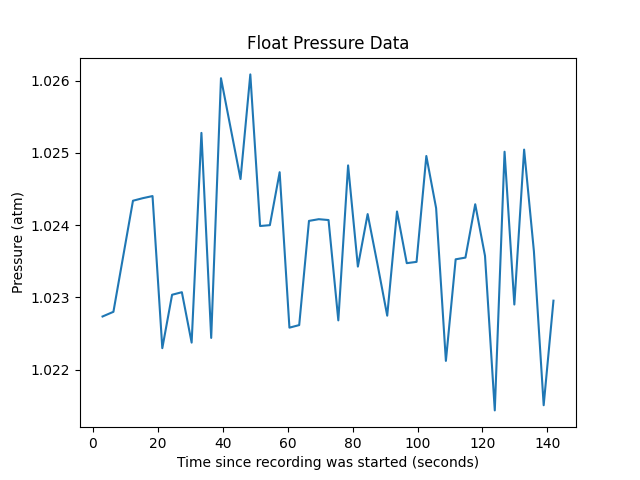 Float Pressure Data
1.026
1.025
1.024
1.023
1.022
Pressure (atm)
0 20 40 60 80 100 120 140
Time since recording was started (seconds)